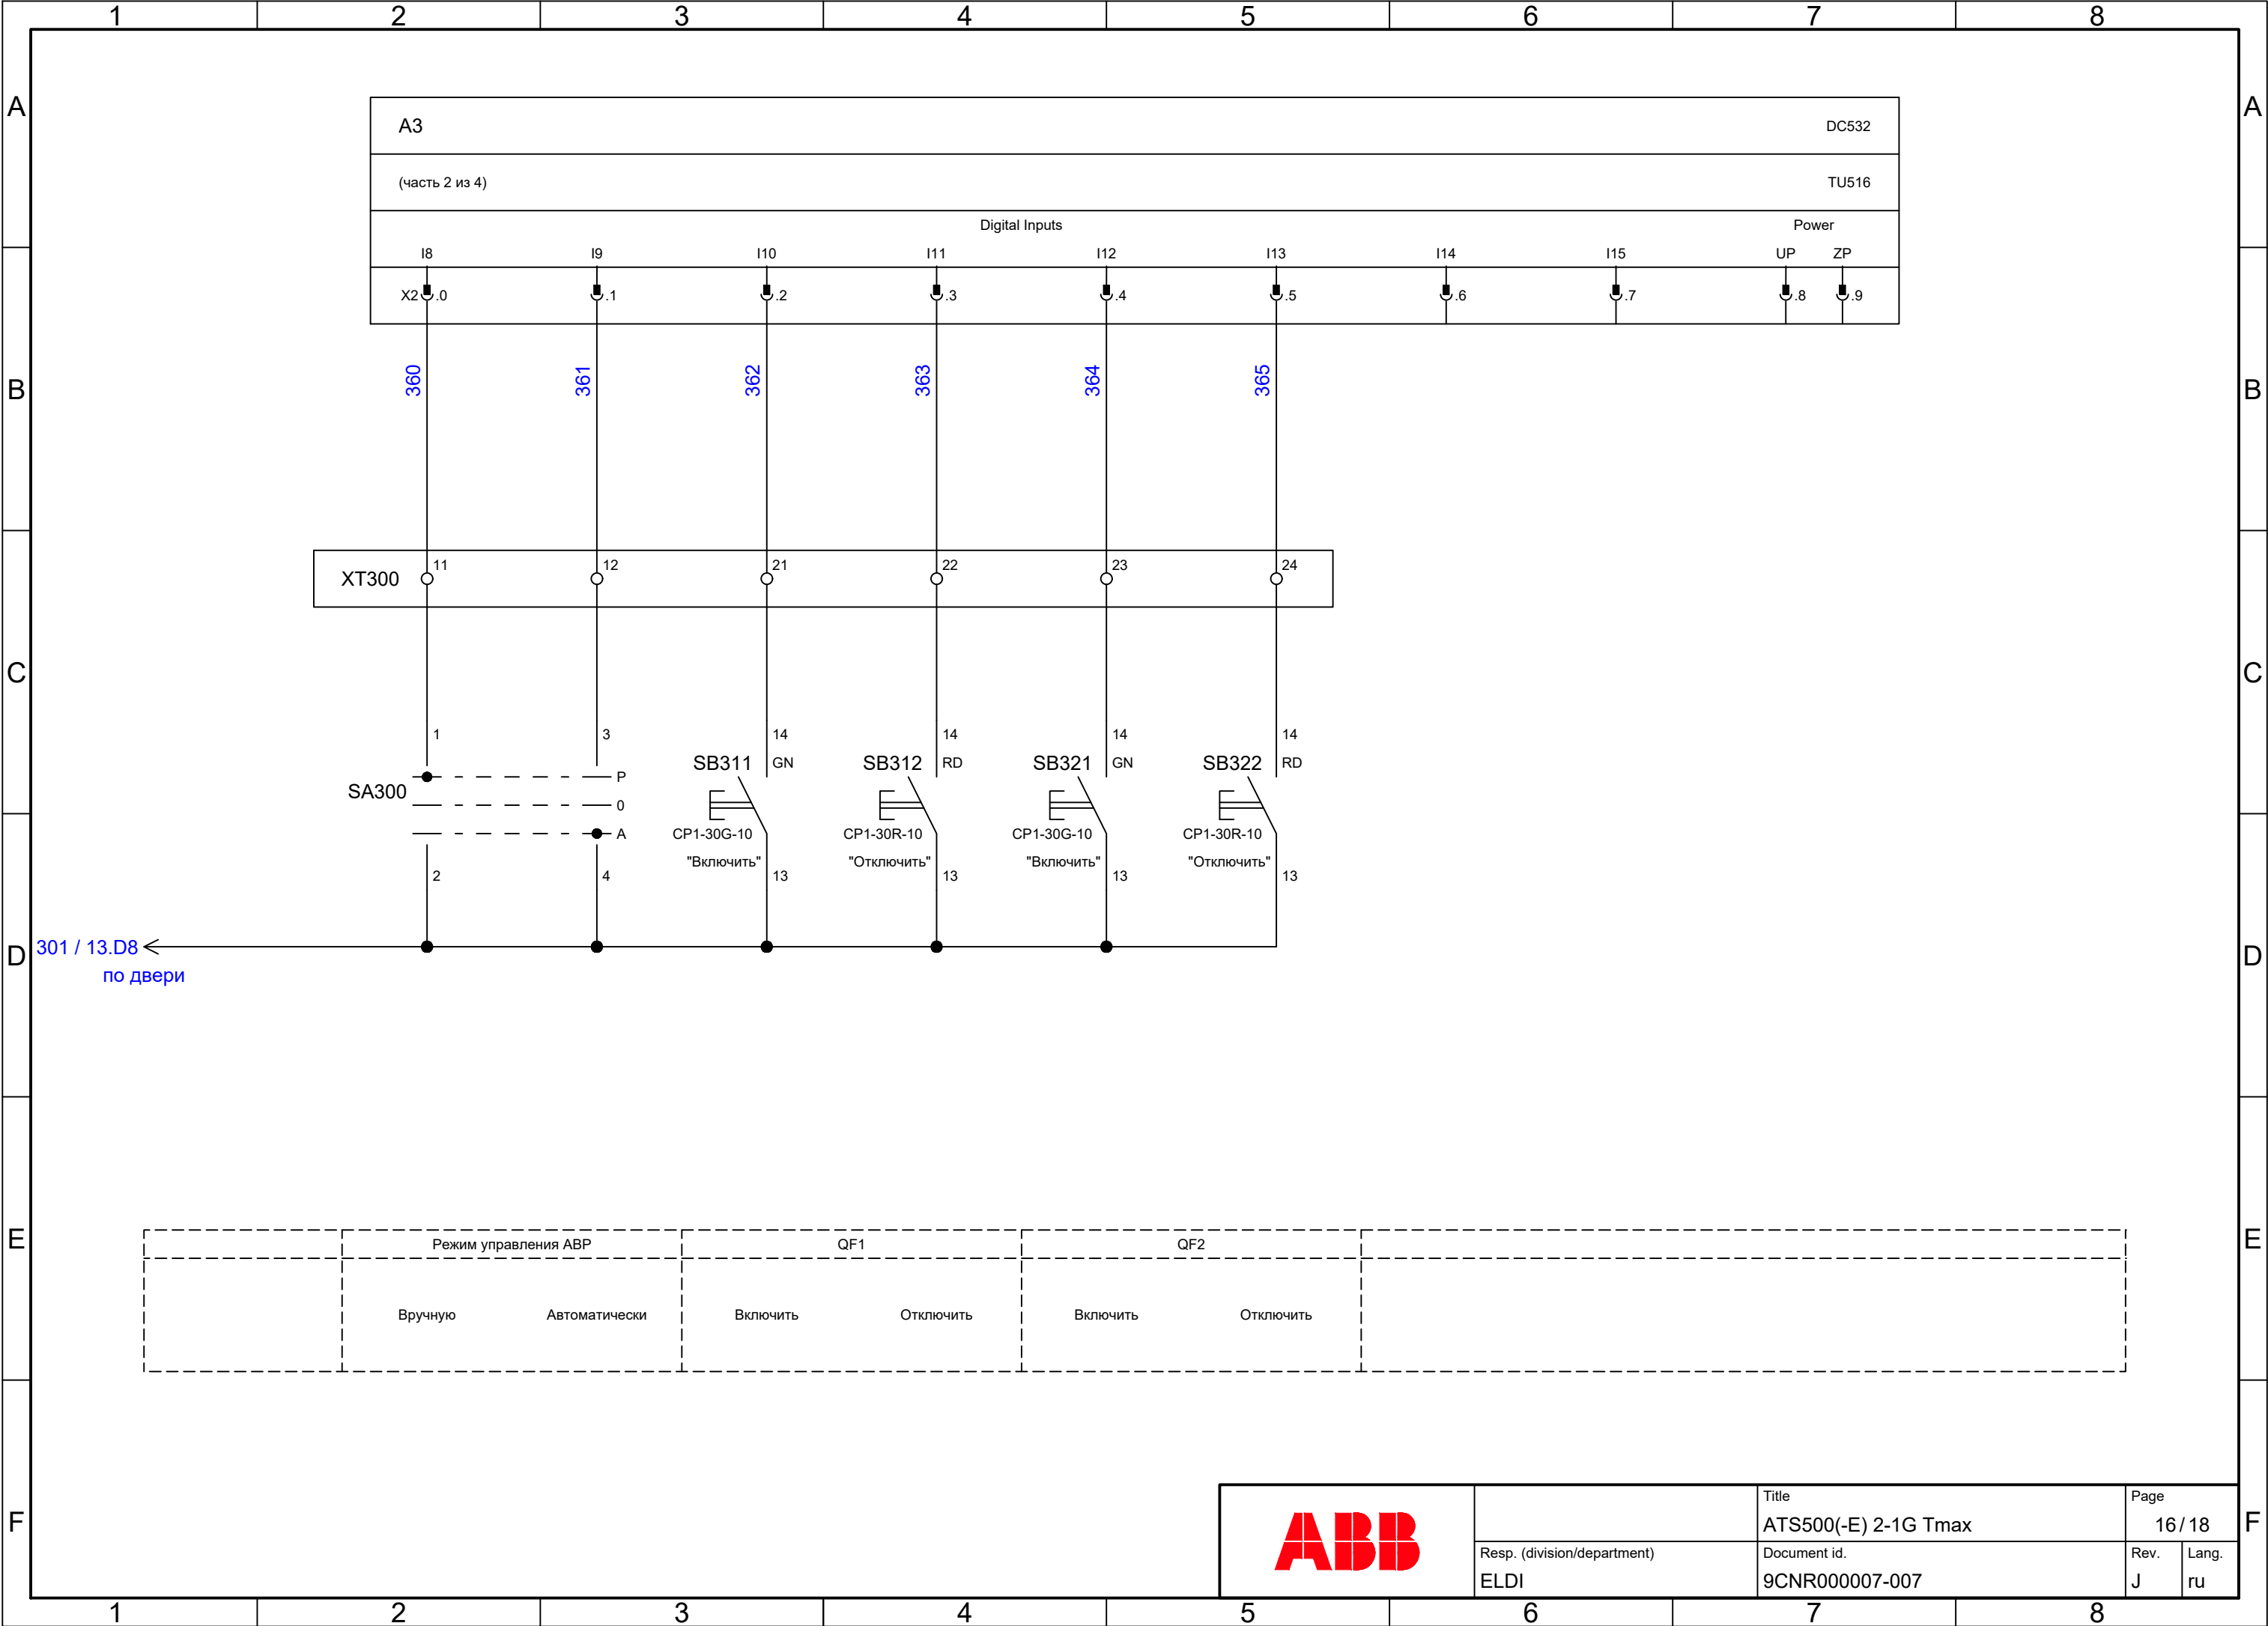 1 2 3 4 5 6 7 8
A A
A3 DC532
(часть 2 из 4) TU516
Digital Inputs Power
I8 I9 I10 I11 I12 I13 I14 I15 UP ZP
X2 .0 .1 .2 .3 .4 .5 .6 .7 .8 .9
360 361 362 363 364 365
B B
XT300 11 12 21 22 23 24
C C
1 3 14 14 14 14
SB311 GN SB312 RD SB321 GN SB322 RD
P
SA300
0
A CP1-30G-10 CP1-30R-10 CP1-30G-10 CP1-30R-10
"Включить" "Отключить" "Включить" "Отключить"
2 4 13 13 13 13
301 / 13.D8
D D
по двери
E E
Режим управления АВР QF1 QF2
Вручную Автоматически Включить Отключить Включить Отключить
F F
ABB
Title Page
ATS500(-E) 2-1G Tmax 16 / 18
Resp. (division/department) Document id. Rev. Lang.
ELDI 9CNR000007-007 J ru
1 2 3 4 5 6 7 8